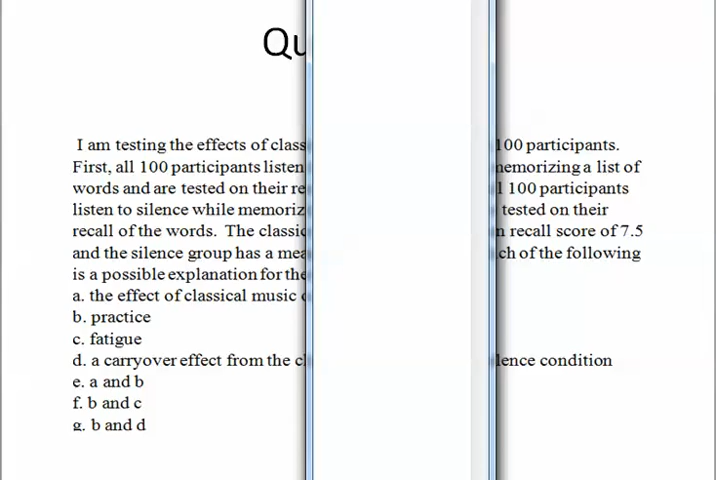 Qu
I am testing the effects of class 100 participants.
First, all 100 participants listen memorizing a list of
words and are tested on their re 100 participants
listen to silence while memoriz tested on their
recall of the words. The classic recall score of 7.5
and the silence group has a mea ch of the following
is a possible explanation for the
a. the effect of classical music
b. practice
c. fatigue
d. a carryover effect from the cl lence condition
e. a and b
f. b and c
g. b and d